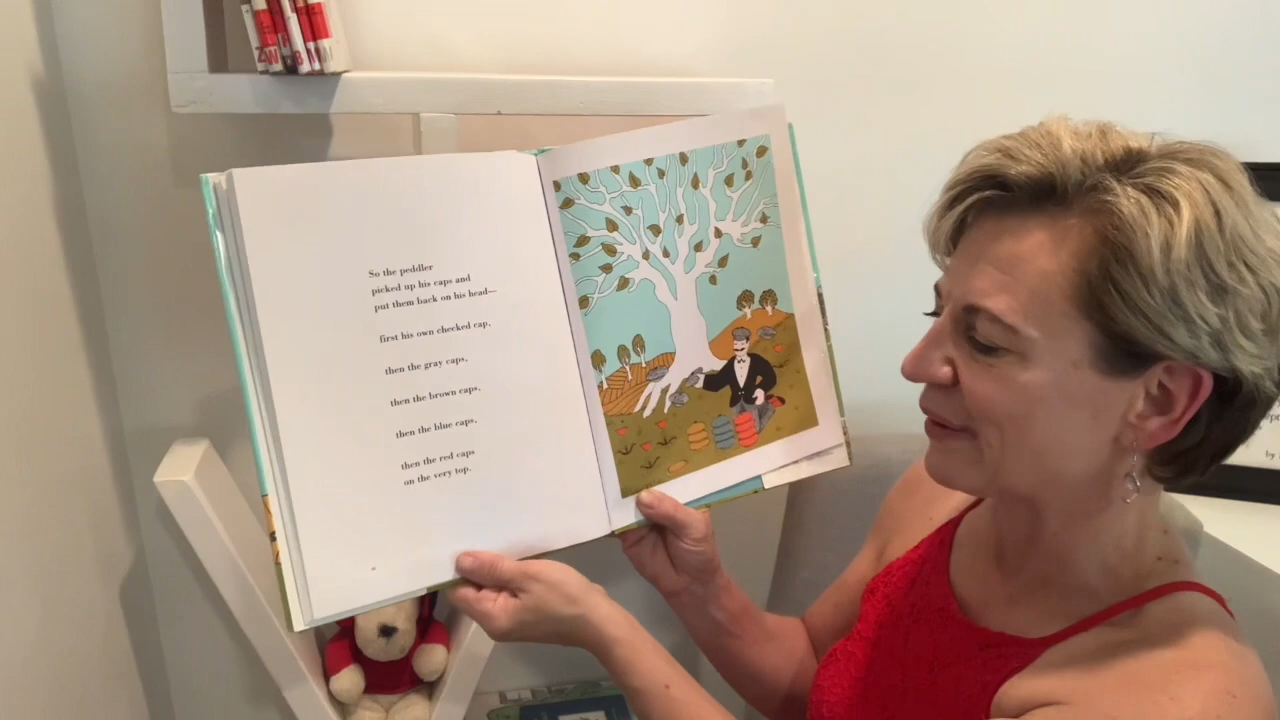 So the peddler
picked up his caps and
put them back on his head—
first his own checked cap,
then the gray caps,
then the brown caps,
then the blue caps,
then the red caps
on the very top.